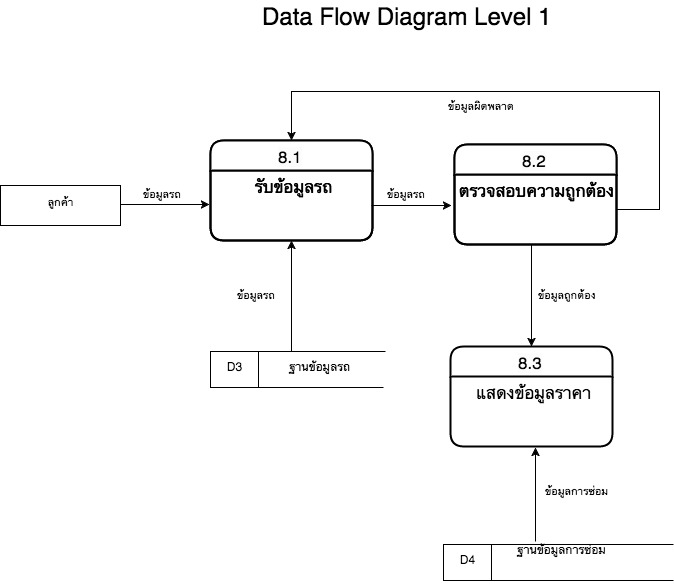 Data Flow Diagram Level 1
ข้อมูลผิดพลาด
8.1
รับข้อมูลรถ
8.2
ตรวจสอบความถูกต้อง
ลูกค้า
ข้อมูลรถ
ข้อมูลรถ
ข้อมูลรถ
ข้อมูลถูกต้อง
D3
ฐานข้อมูลรถ
8.3
แสดงข้อมูลราคา
ข้อมูลการซ่อม
D4
ฐานข้อมูลการซ่อม